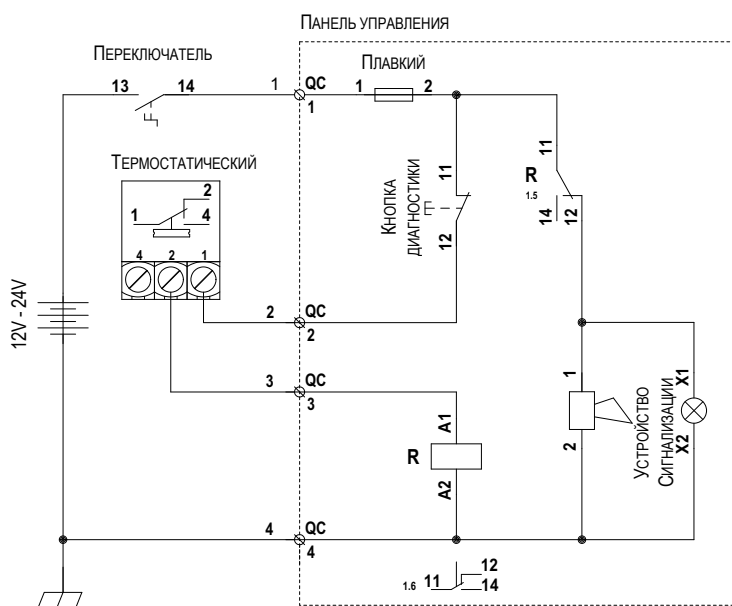 ПАНЕЛЬ УПРАВЛЕНИЯ
ПЕРЕКЛЮЧАТЕЛЬ
ПЛАВКИЙ
13 14 1 QC 1 2
1
ТЕРМОСТАТИЧЕСКИЙ
11
11
R
1.5
14 12
2
1 4
КНОПКА
ДИАГНОСТИКИ
12
4 2 1
12V - 24V
2 QC
2
3 QC
3
1
2
УСТРОЙСТВО
СИГНАЛИЗАЦИИ
X1
X2
A1
R
A2
4 QC
4
12
1.6 11 14